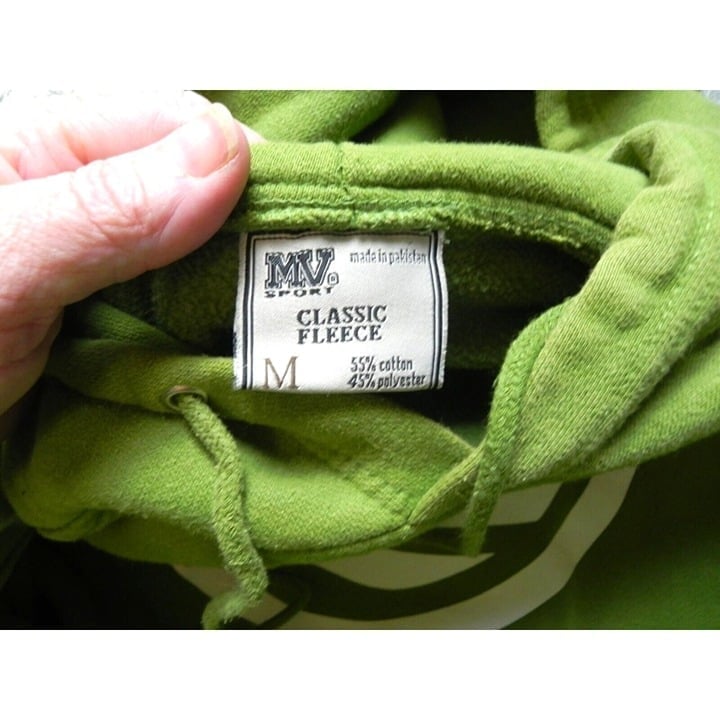 MV®
SPORT
made in pakistan
CLASSIC
FLEECE
M
55% cotton
45% polyester